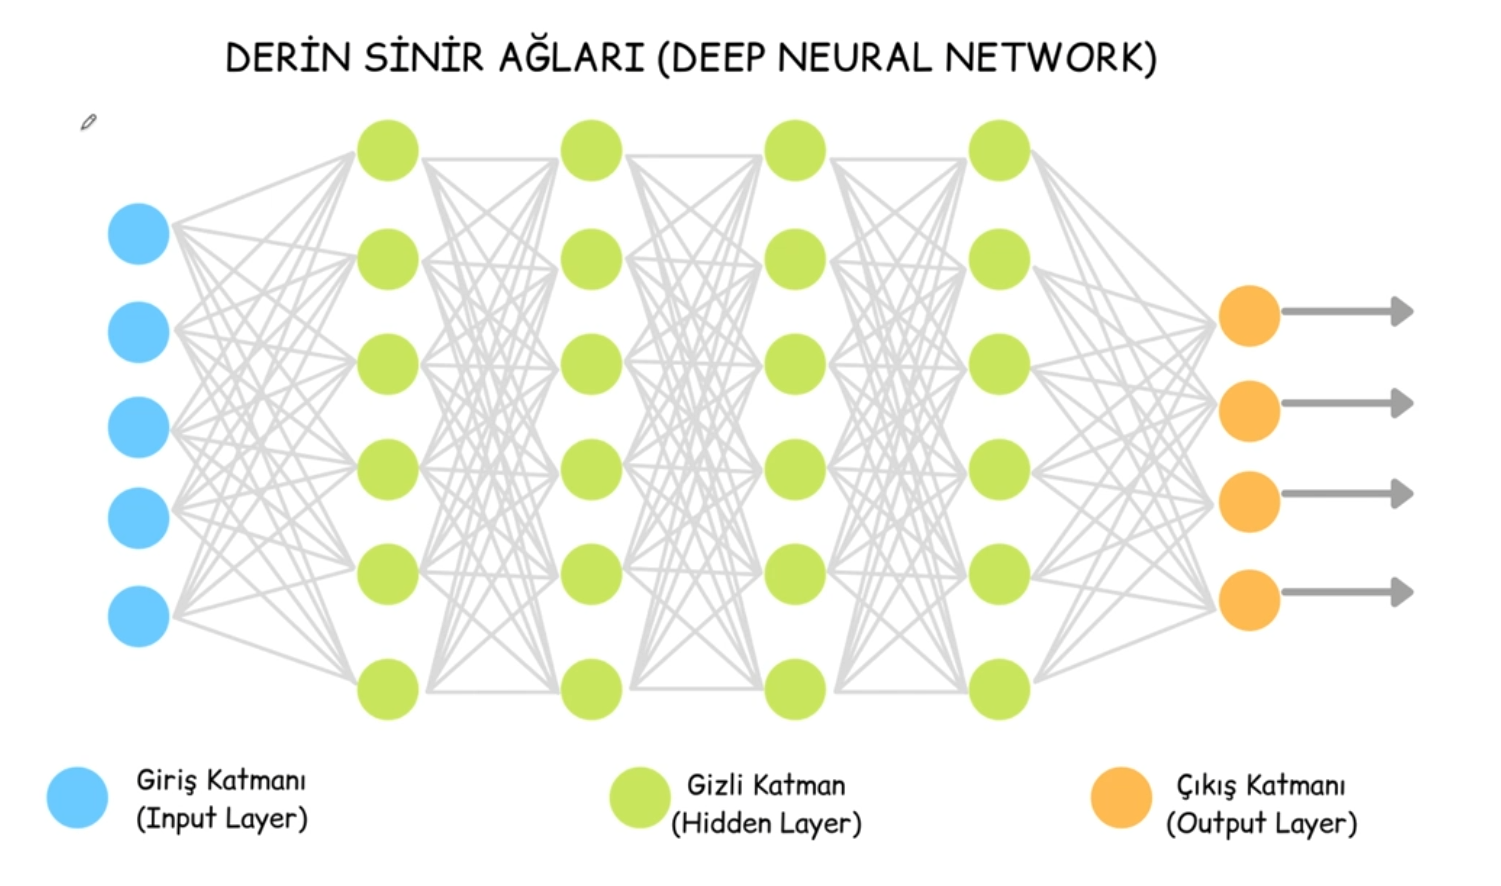 DERİN SİNİR AĞLARI (DEEP NEURAL NETWORK)
Giriş Katmanı
(Input Layer)
Gizli Katman
(Hidden Layer)
Çıkış Katmanı
(Output Layer)